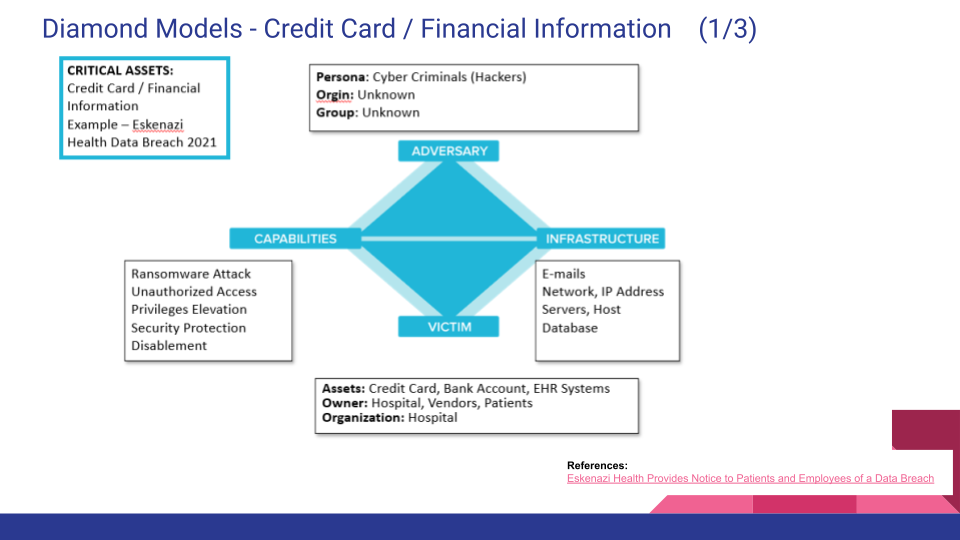 Diamond Models - Credit Card / Financial Information (1/3)
CRITICAL ASSETS:
Credit Card / Financial
Information
Example – Eskenazi
Health Data Breach 2021
Persona: Cyber Criminals (Hackers)
Orgin: Unknown
Group: Unknown
ADVERSARY
CAPABILITIES
INFRASTRUCTURE
Ransomware Attack
Unauthorized Access
Privileges Elevation
Security Protection
Disablement
E-mails
Network, IP Address
Servers, Host
Database
VICTIM
Assets: Credit Card, Bank Account, EHR Systems
Owner: Hospital, Vendors, Patients
Organization: Hospital
References:
Eskenazi Health Provides Notice to Patients and Employees of a Data Breach